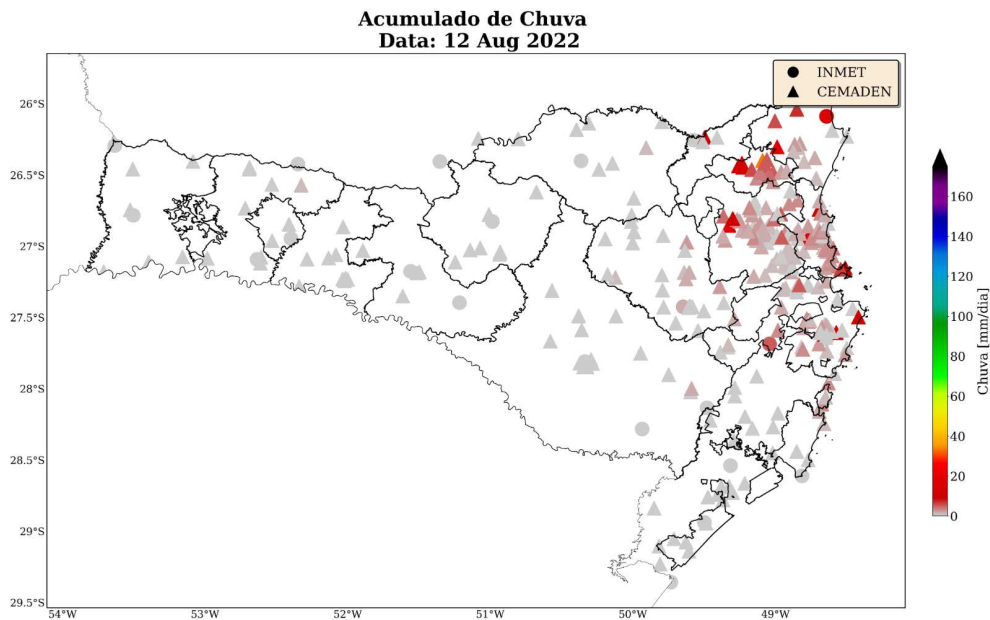 Acumulado de Chuva
Data: 12 Aug 2022
INMET
CEMADEN
26°S
26.5°S
27°S
27.5°S
28°S
28.5°S
29°S
29.5°S
54°W
53°W
52°W
51°W
50°W
49°W
160
140
120
100
80
60
40
20
0
Chuva [mm/dia]